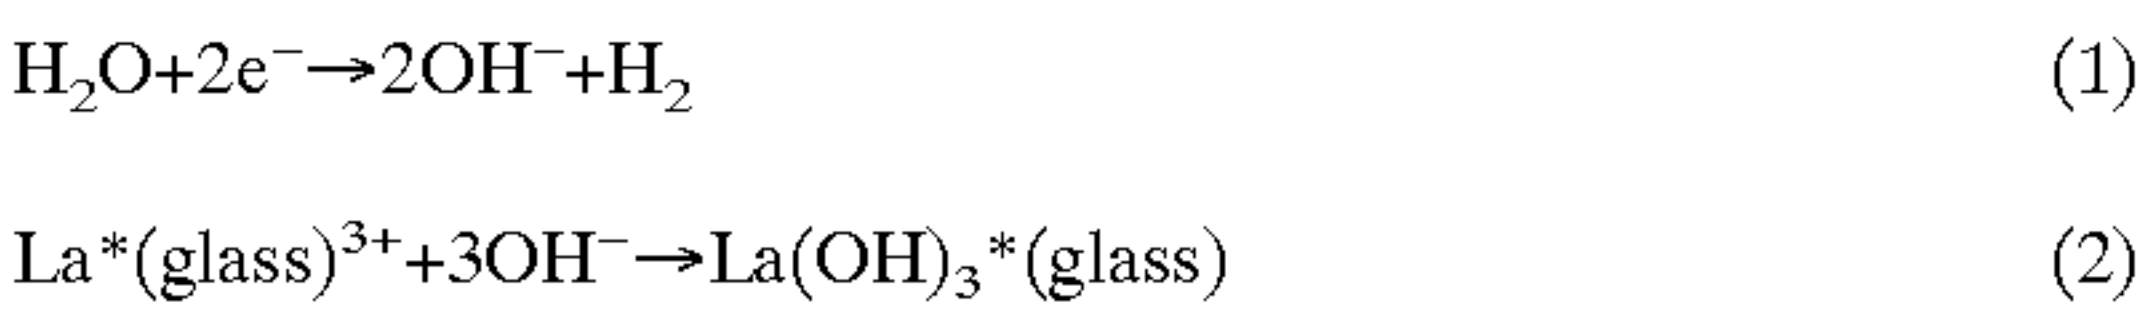 H₂O+2e⁻→2OH⁻+H₂ (1)
La*(glass)³⁺+3OH⁻→La(OH)₃*(glass) (2)